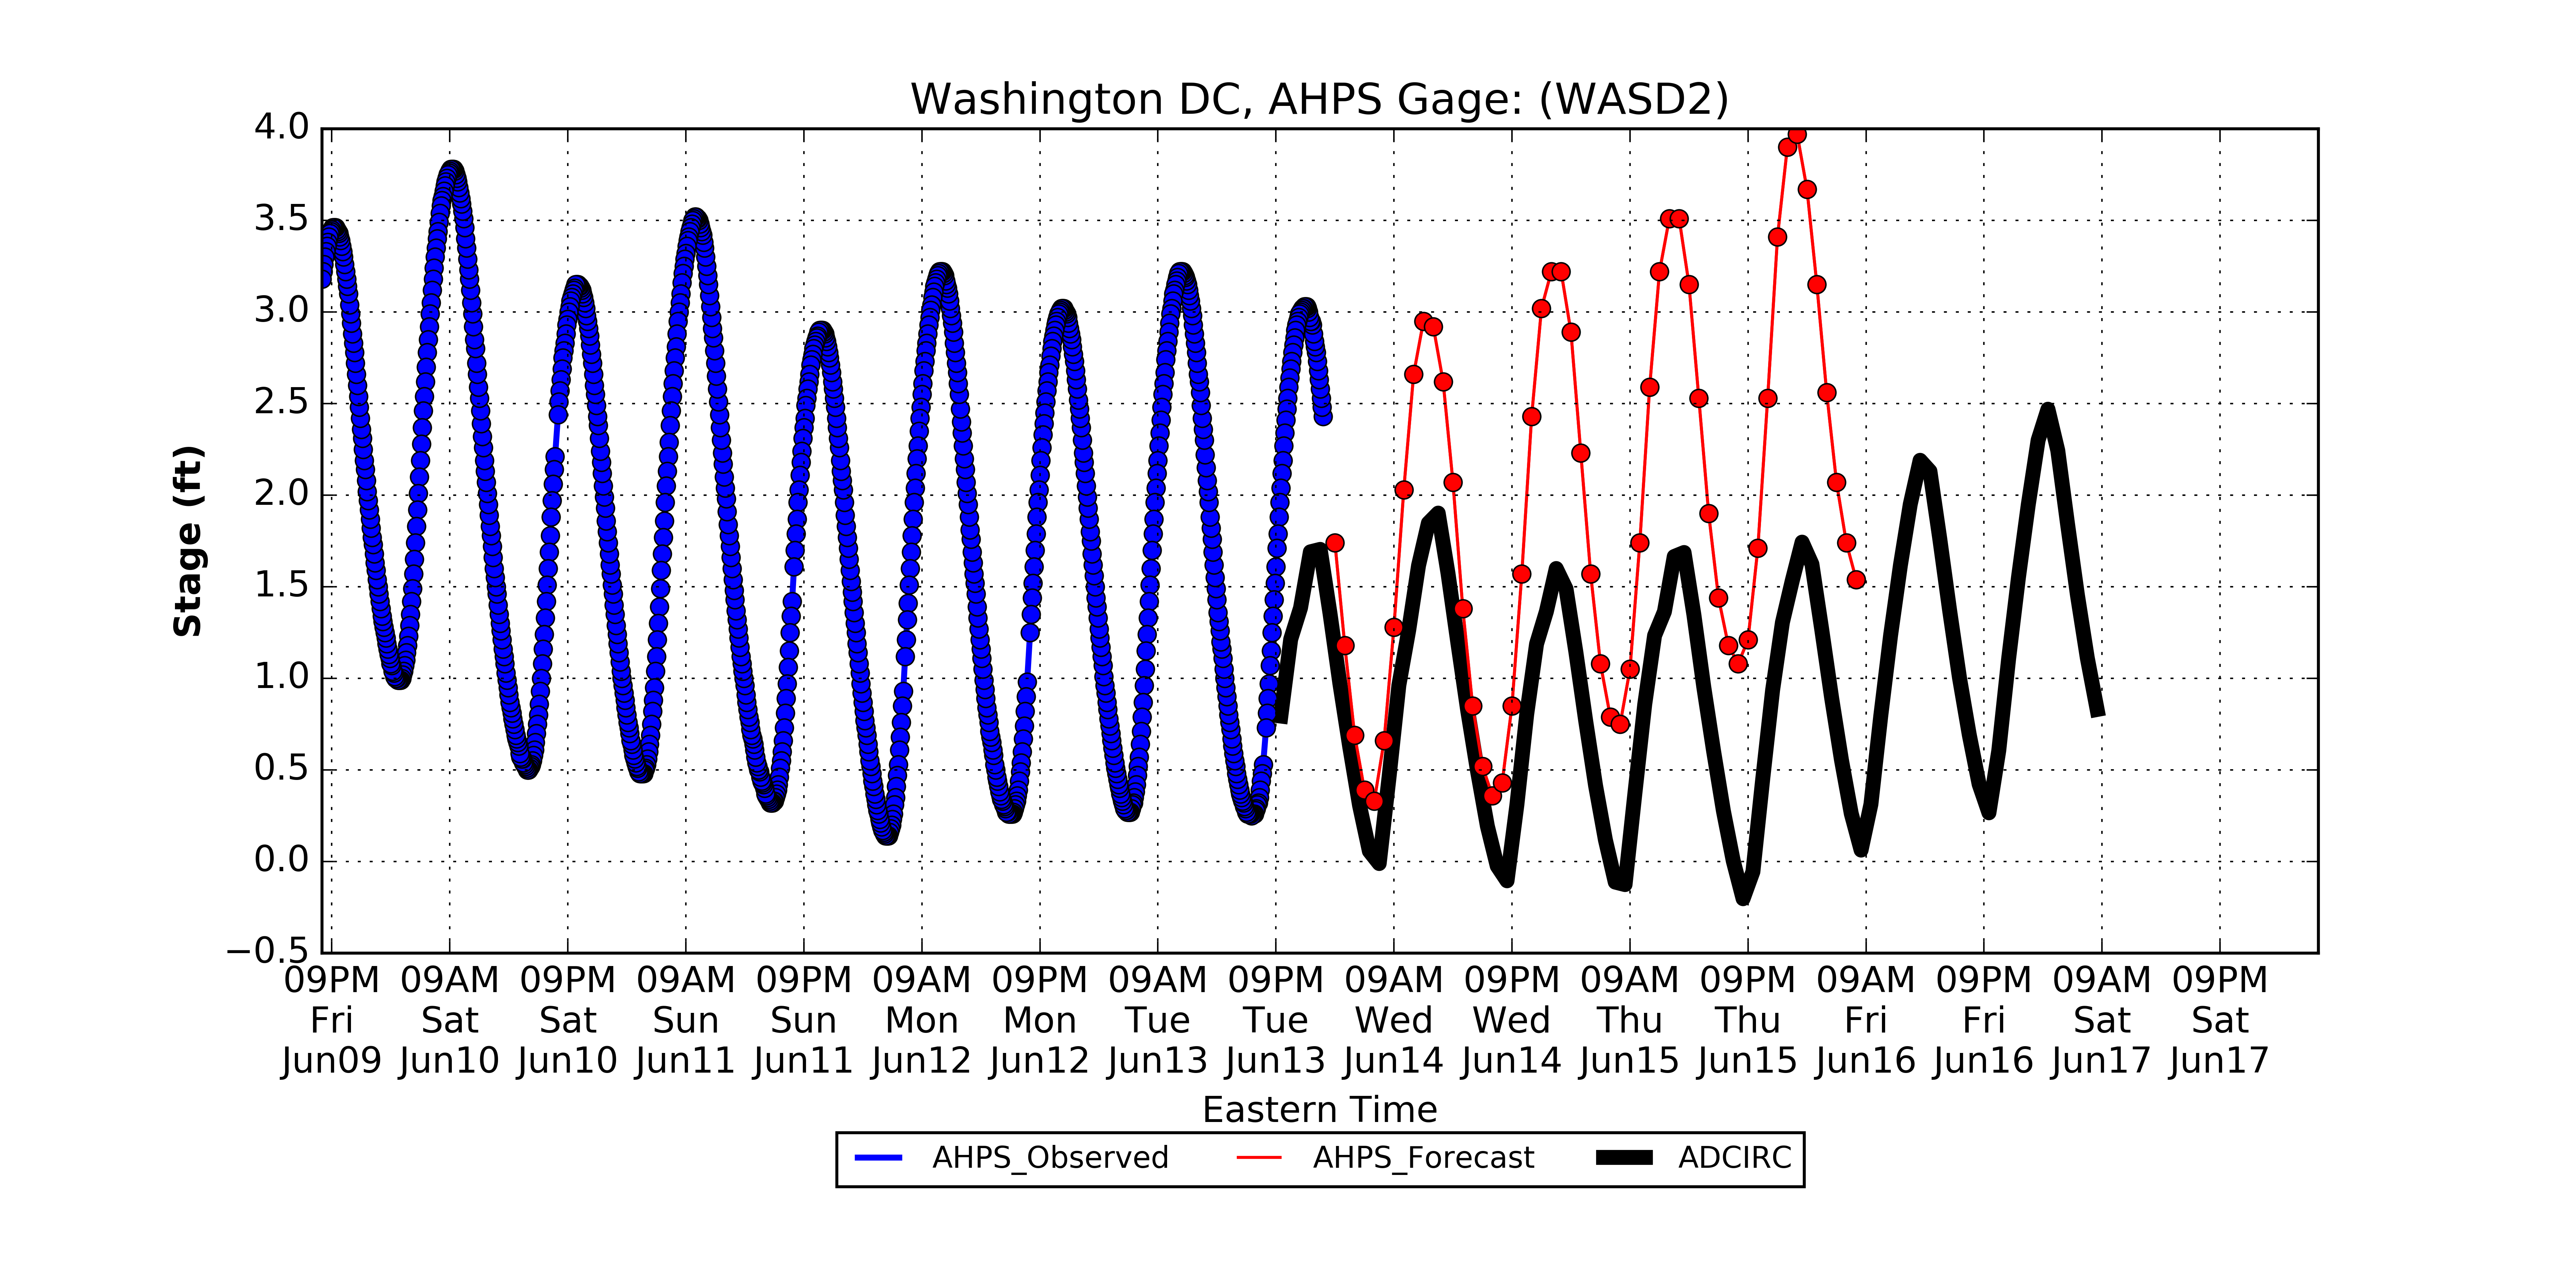 Washington DC, AHPS Gage: (WASD2)
4.0
3.5
3.0
2.5
2.0
1.5
1.0
0.5
0.0
−0.5
Stage (ft)
09PM 09AM 09PM 09AM 09PM 09AM 09PM 09AM 09PM 09AM 09PM 09AM 09PM 09AM 09PM 09AM 09PM
Fri Sat Sat Sun Sun Mon Mon Tue Tue Wed Wed Thu Thu Fri Fri Sat Sat
Jun09 Jun10 Jun10 Jun11 Jun11 Jun12 Jun12 Jun13 Jun13 Jun14 Jun14 Jun15 Jun15 Jun16 Jun16 Jun17 Jun17
Eastern Time
AHPS_Observed AHPS_Forecast ADCIRC